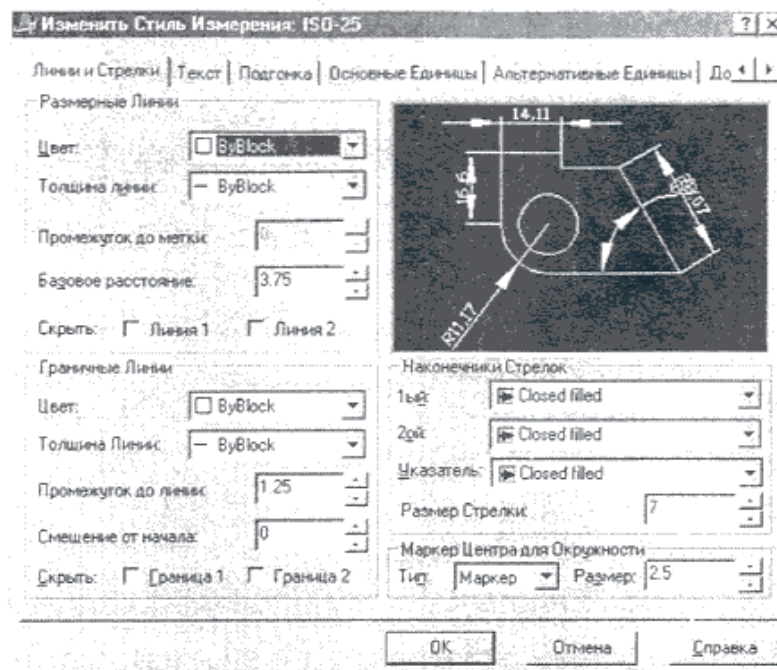 Изменить Стиль Измерения: ISO-25
Линии и Стрелки Текст Подгонка Основные Единицы Альтернативные Единицы До
Размерные Линии
Цвет: ByBlock
Толщина линии: ByBlock
Промежуток до метки: 0
Базовое расстояние: 3.75
Скрыть: Линия 1 Линия 2
14,11
R11,17
Граничные Линии
Цвет: ByBlock
Толщина Линии: ByBlock
Промежуток до линии: 1.25
Смещение от начала: 0
Скрыть: Граница 1 Граница 2
Наконечники Стрелок
1ый: Closed filled
2ой: Closed filled
Указатель: Closed filled
Размер Стрелки: 7
Маркер Центра для Окружности
Тип: Маркер Размер: 2.5
OK Отмена Справка